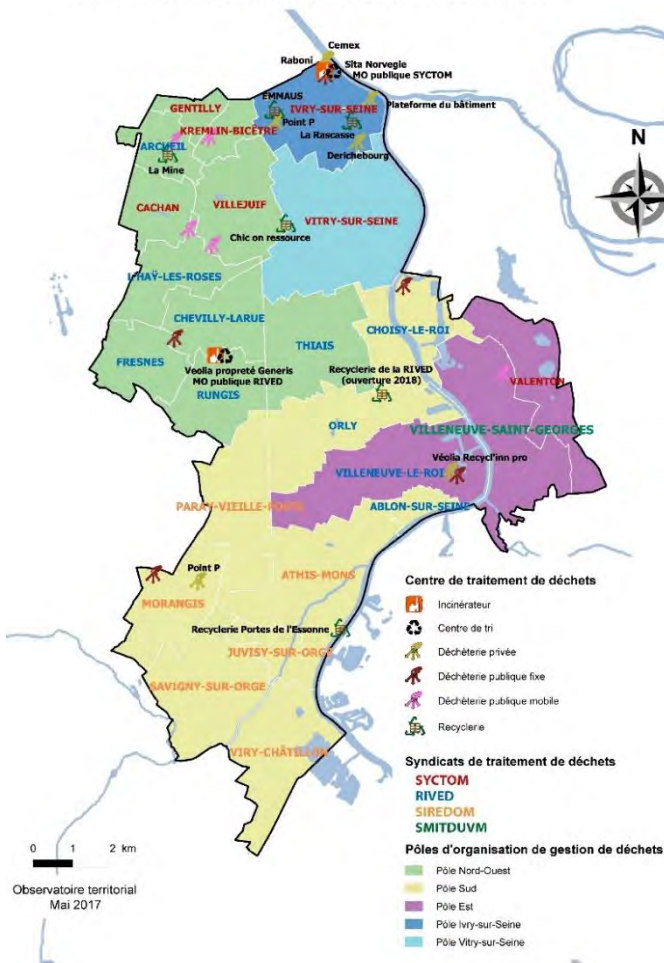 Cemex
Raboni
Sita Norvegie
MO publique SYCTOM
EMMAUS
IVRY-SUR-SEINE
Plateforme du bâtiment
GENTILLY
KREMLIN-BICÊTRE
Point P
La Rascasse
ARCUEIL
Derichebourg
La Mine
N
CACHAN
VILLEJUIF
VITRY-SUR-SEINE
Chic on ressource
L'HAŸ-LES-ROSES
CHEVILLY-LARUE
CHOISY-LE-ROI
FRESNES
THIAIS
Veolia propreté Generis
MO publique RIVED
RUNGIS
Recyclerie de la RIVED
(ouverture 2018)
VALENTON
ORLY
VILLENEUVE-SAINT-GEORGES
Véolia Recycl'inn pro
VILLENEUVE-LE-ROI
PARAY-VIEILLE-POSTE
ABLON-SUR-SEINE
Point P
ATHIS-MONS
MORANGIS
Recyclerie Portes de l'Essonne
JUVISY-SUR-ORGE
SAVIGNY-SUR-ORGE
VIRY-CHÂTILLON
Centre de traitement de déchets
Incinérateur
Centre de tri
Déchèterie privée
Déchèterie publique fixe
Déchèterie publique mobile
Recyclerie
Syndicats de traitement de déchets
SYCTOM
RIVED
SIREDOM
SMITDUVM
Pôles d'organisation de gestion de déchets
Pôle Nord-Ouest
Pôle Sud
Pôle Est
Pôle Ivry-sur-Seine
Pôle Vitry-sur-Seine
0 1 2 km
Observatoire territorial
Mai 2017